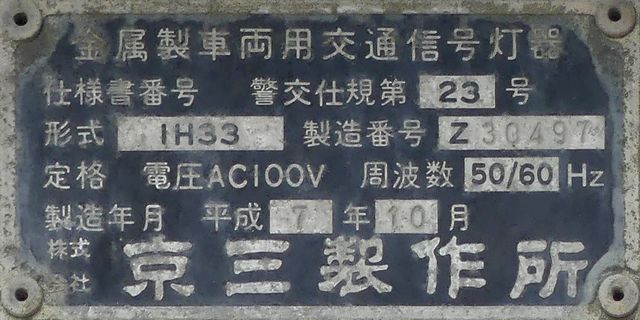 金属製車両用交通信号灯器
仕様書番号 警交仕規第 23 号
形式 1H33 製造番号 Z30497
定格 電圧AC100V 周波数 50/60 Hz
製造年月 平成 7 年 10 月
株式会社 京三製作所